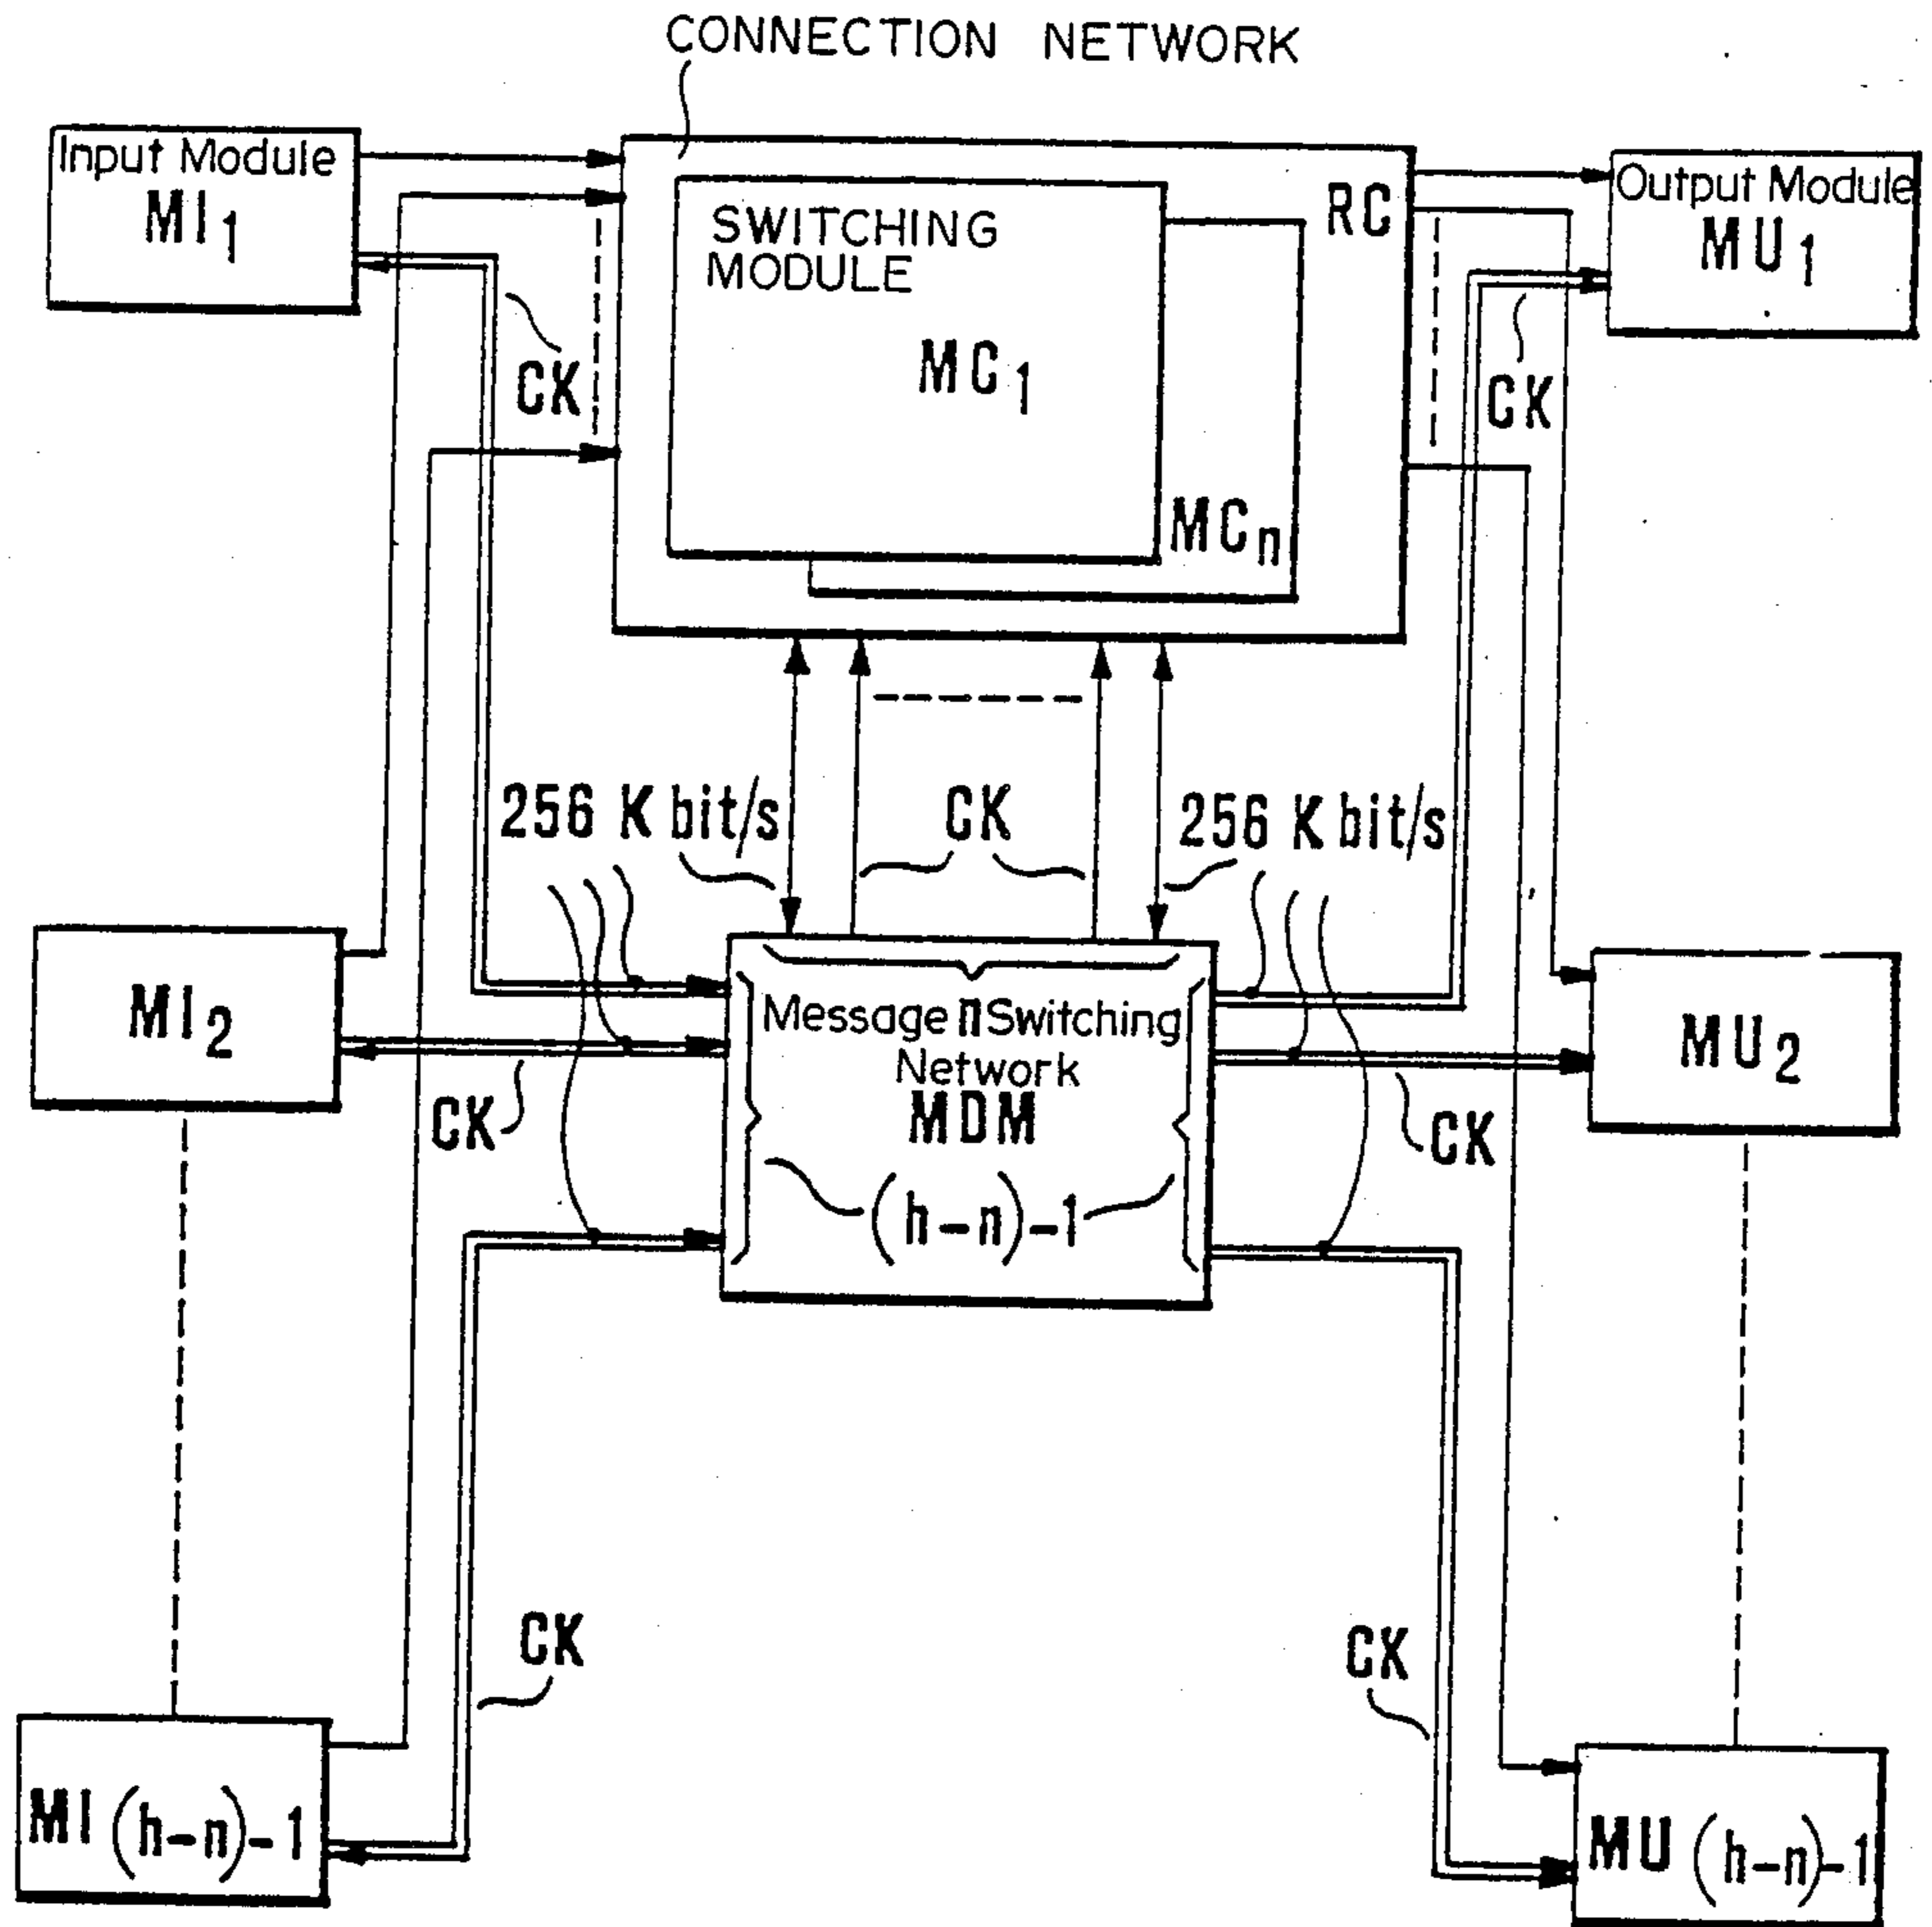 CONNECTION NETWORK
Input Module
MI1
SWITCHING
MODULE
MC1
MCn
RC
Output Module
MU1
CK
CK
256 K bit/s
CK
256 K bit/s
MI2
Message n Switching
Network
MDM
(h-n)-1
MU2
CK
CK
CK
CK
MI (h-n)-1
MU (h-n)-1